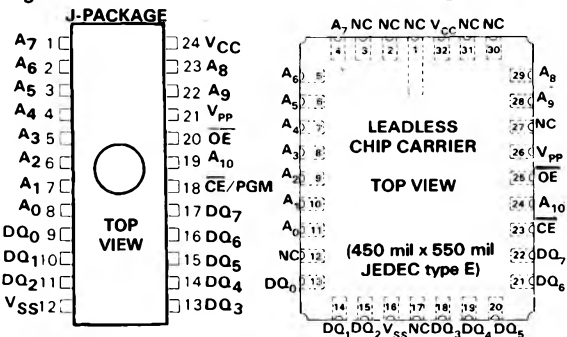 J-PACKAGE
A7 1 24 VCC
A6 2 23 A8
A5 3 22 A9
A4 4 21 VPP
A3 5 20 OE
A2 6 19 A10
A1 7 18 CE/PGM
A0 8 17 DQ7
DQ0 9 16 DQ6
DQ1 10 15 DQ5
DQ2 11 14 DQ4
VSS 12 13 DQ3
TOP
VIEW
A7 NC NC NC VCC NC NC
4 3 2 1 32 31 30
A6 5 29 A8
A5 6 28 A9
A4 7 27 NC
A3 8 26 VPP
A2 9 25 OE
A1 10 24 A10
A0 11 23 CE
NC 12 22 DQ7
DQ0 13 21 DQ6
LEADLESS
CHIP CARRIER
TOP VIEW
(450 mil x 550 mil
JEDEC type E)
14 15 16 17 18 19 20
DQ1 DQ2 VSS NC DQ3 DQ4 DQ5